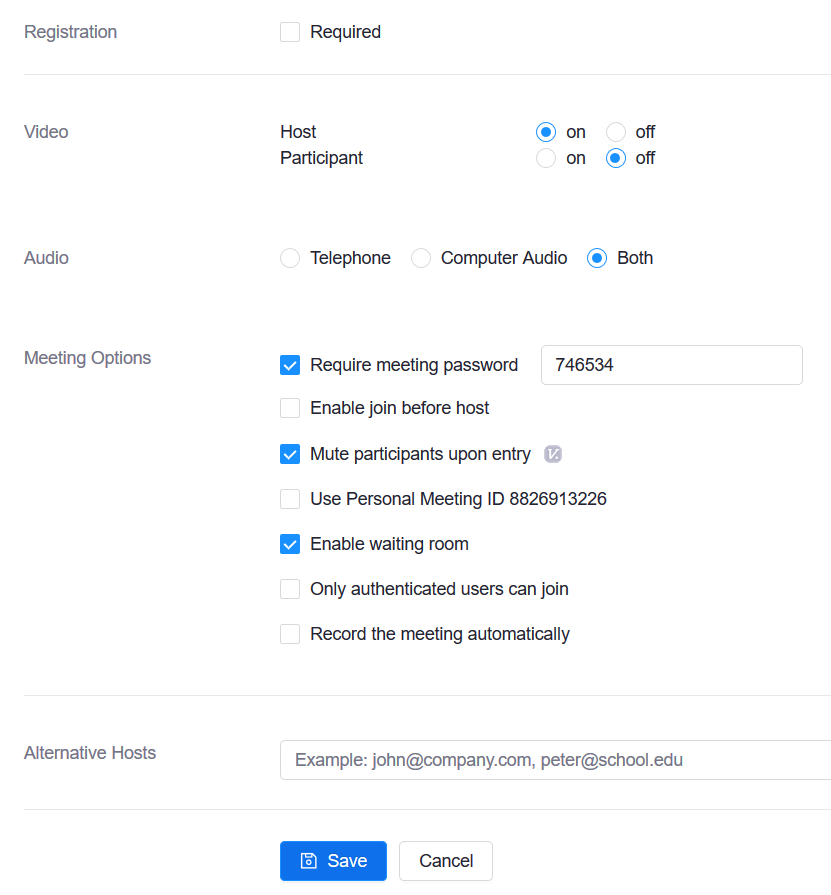 Registration Required
Video Host on off
Participant on off
Audio Telephone Computer Audio Both
Meeting Options Require meeting password 746534
Enable join before host
Mute participants upon entry V.
Use Personal Meeting ID 8826913226
Enable waiting room
Only authenticated users can join
Record the meeting automatically
Alternative Hosts Example: john@company.com, peter@school.edu
Save Cancel